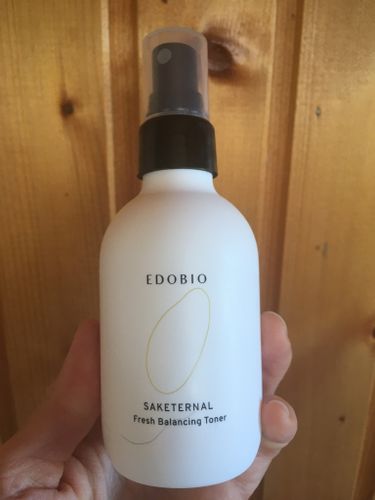 EDOBIO
SAKETERNAL
Fresh Balancing Toner